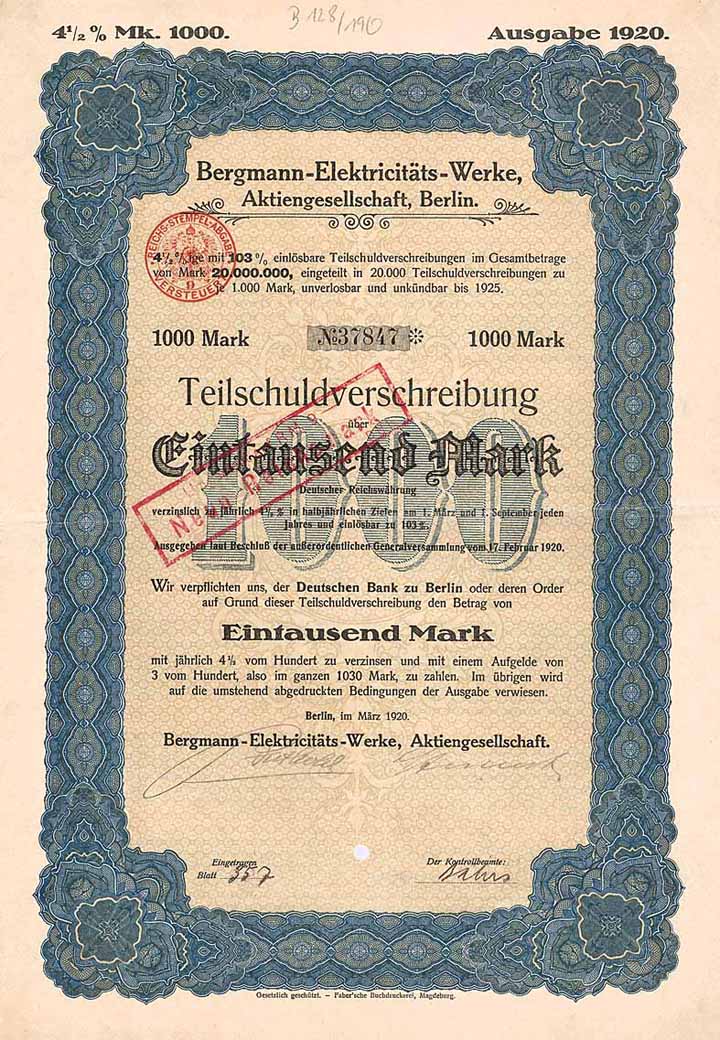 B 128/190
4½% Mk. 1000. Ausgabe 1920.
Bergmann-Elektricitäts-Werke,
Aktiengesellschaft, Berlin.
REICHS-STEMPEL-ABGABE VERSTEUERT
4½%ige mit 103% einlösbare Teilschuldverschreibungen im Gesamtbetrage
von Mark 20.000.000, eingeteilt in 20.000 Teilschuldverschreibungen zu
je 1.000 Mark, unverlosbar und unkündbar bis 1925.
1000 Mark №37847 1000 Mark
Teilschuldverschreibung
über
Eintausend Mark
1000
Deutscher Reichswährung
verzinslich zu jährlich 4½% in halbjährlichen Zielen am 1. März und 1. September jeden
Jahres und einlösbar zu 103%.
Neun
Ausgegeben laut Beschluß der außerordentlichen Generalversammlung vom 17. Februar 1920.
Wir verpflichten uns, der Deutschen Bank zu Berlin oder deren Order
auf Grund dieser Teilschuldverschreibung den Betrag von
Eintausend Mark
mit jährlich 4½ vom Hundert zu verzinsen und mit einem Aufgelde von
3 vom Hundert, also im ganzen 1030 Mark, zu zahlen. Im übrigen wird
auf die umstehend abgedruckten Bedingungen der Ausgabe verwiesen.
Berlin, im März 1920.
Bergmann-Elektricitäts-Werke, Aktiengesellschaft.
Eingetragen Der Kontrollbeamte:
Blatt 357
Gesetzlich geschützt. – Faber'sche Buchdruckerei, Magdeburg.